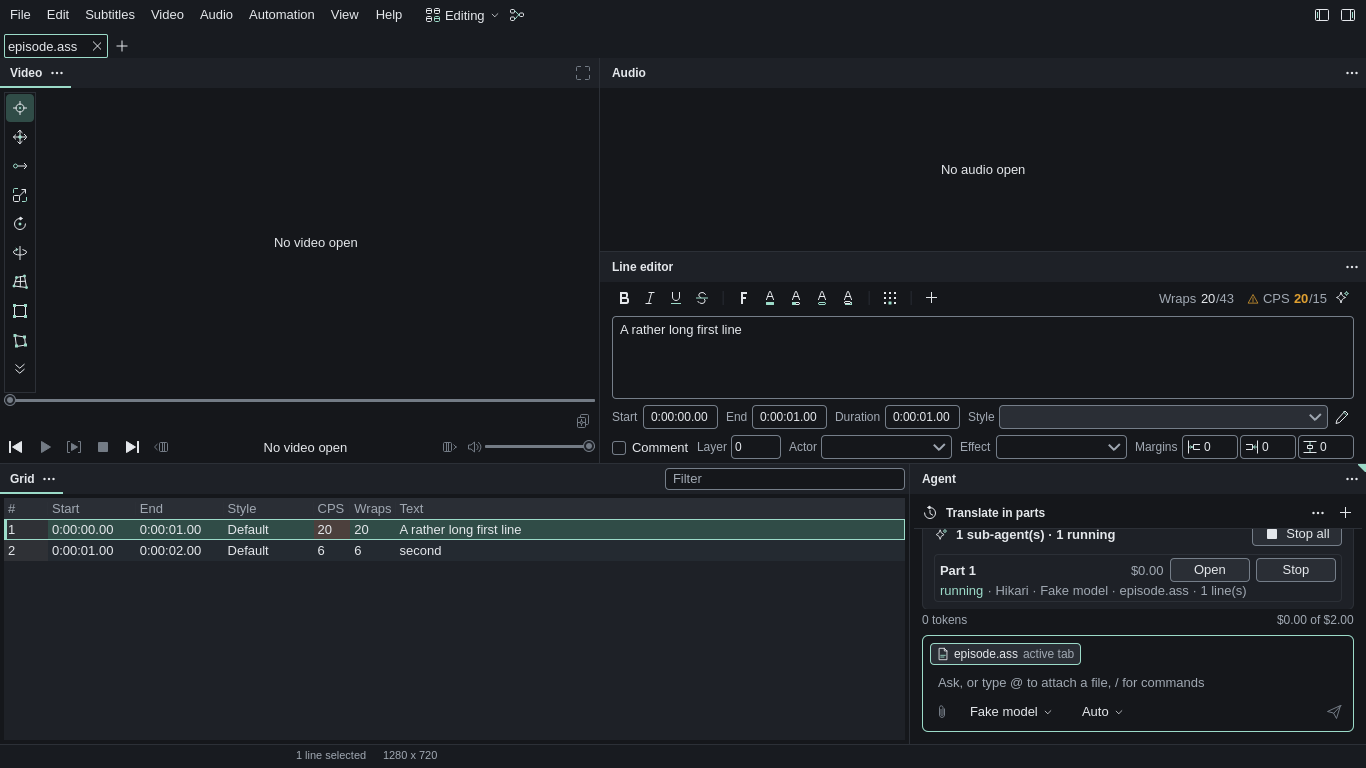 File Edit Subtitles Video Audio Automation View Help Editing
episode.ass
Video
No video open
No video open
Audio
No audio open
Line editor
B I U S F A A A A Wraps 20/43 CPS 20/15
A rather long first line
Start 0:00:00.00 End 0:00:01.00 Duration 0:00:01.00 Style
Comment Layer 0 Actor Effect Margins 0 0 0
Grid Filter
# Start End Style CPS Wraps Text
1 0:00:00.00 0:00:01.00 Default 20 20 A rather long first line
2 0:00:01.00 0:00:02.00 Default 6 6 second
Agent
Translate in parts
1 sub-agent(s) · 1 running Stop all
Part 1 $0.00 Open Stop
running · Hikari · Fake model · episode.ass · 1 line(s)
0 tokens $0.00 of $2.00
episode.ass active tab
Ask, or type @ to attach a file, / for commands
Fake model Auto
1 line selected 1280 x 720